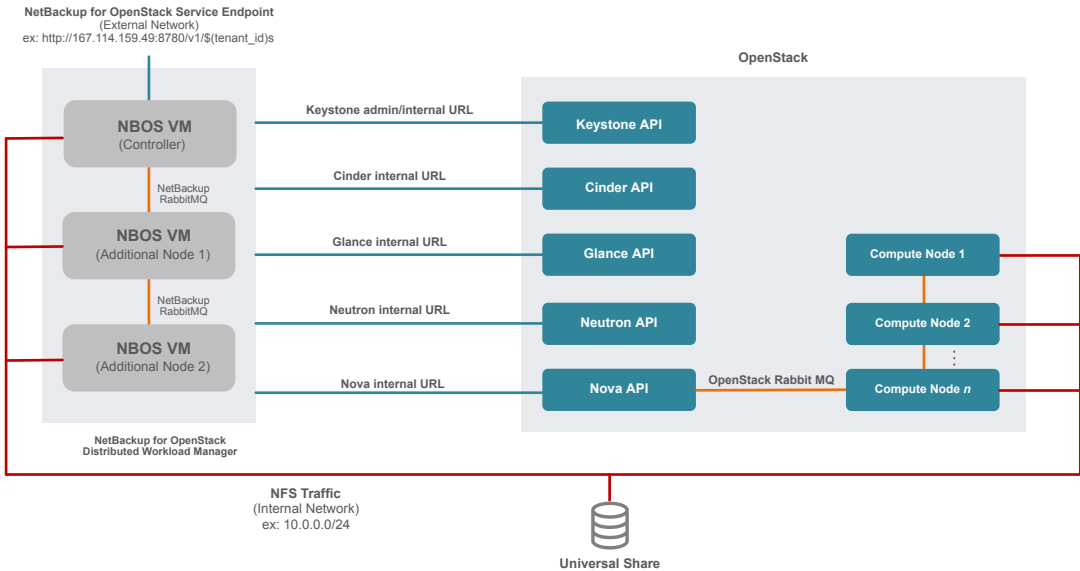 NetBackup for OpenStack Service Endpoint
(External Network)
ex: http://167.114.159.49:8780/v1/$(tenant_id)s
OpenStack
NBOS VM
(Controller)
NetBackup
RabbitMQ
NBOS VM
(Additional Node 1)
NetBackup
RabbitMQ
NBOS VM
(Additional Node 2)
NetBackup for OpenStack
Distributed Workload Manager
Keystone admin/internal URL
Keystone API
Cinder internal URL
Cinder API
Glance internal URL
Glance API
Neutron internal URL
Neutron API
Nova internal URL
Nova API
OpenStack Rabbit MQ
Compute Node 1
Compute Node 2
⋮
Compute Node n
NFS Traffic
(Internal Network)
ex: 10.0.0.0/24
Universal Share